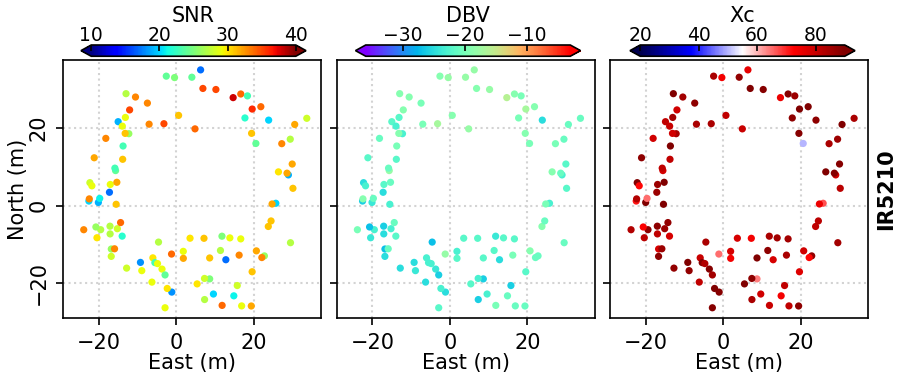 SNR DBV Xc
10 20 30 40 −30 −20 −10 20 40 60 80
20
0
−20
North (m)
IR5210
−20 0 20 −20 0 20 −20 0 20
East (m) East (m) East (m)